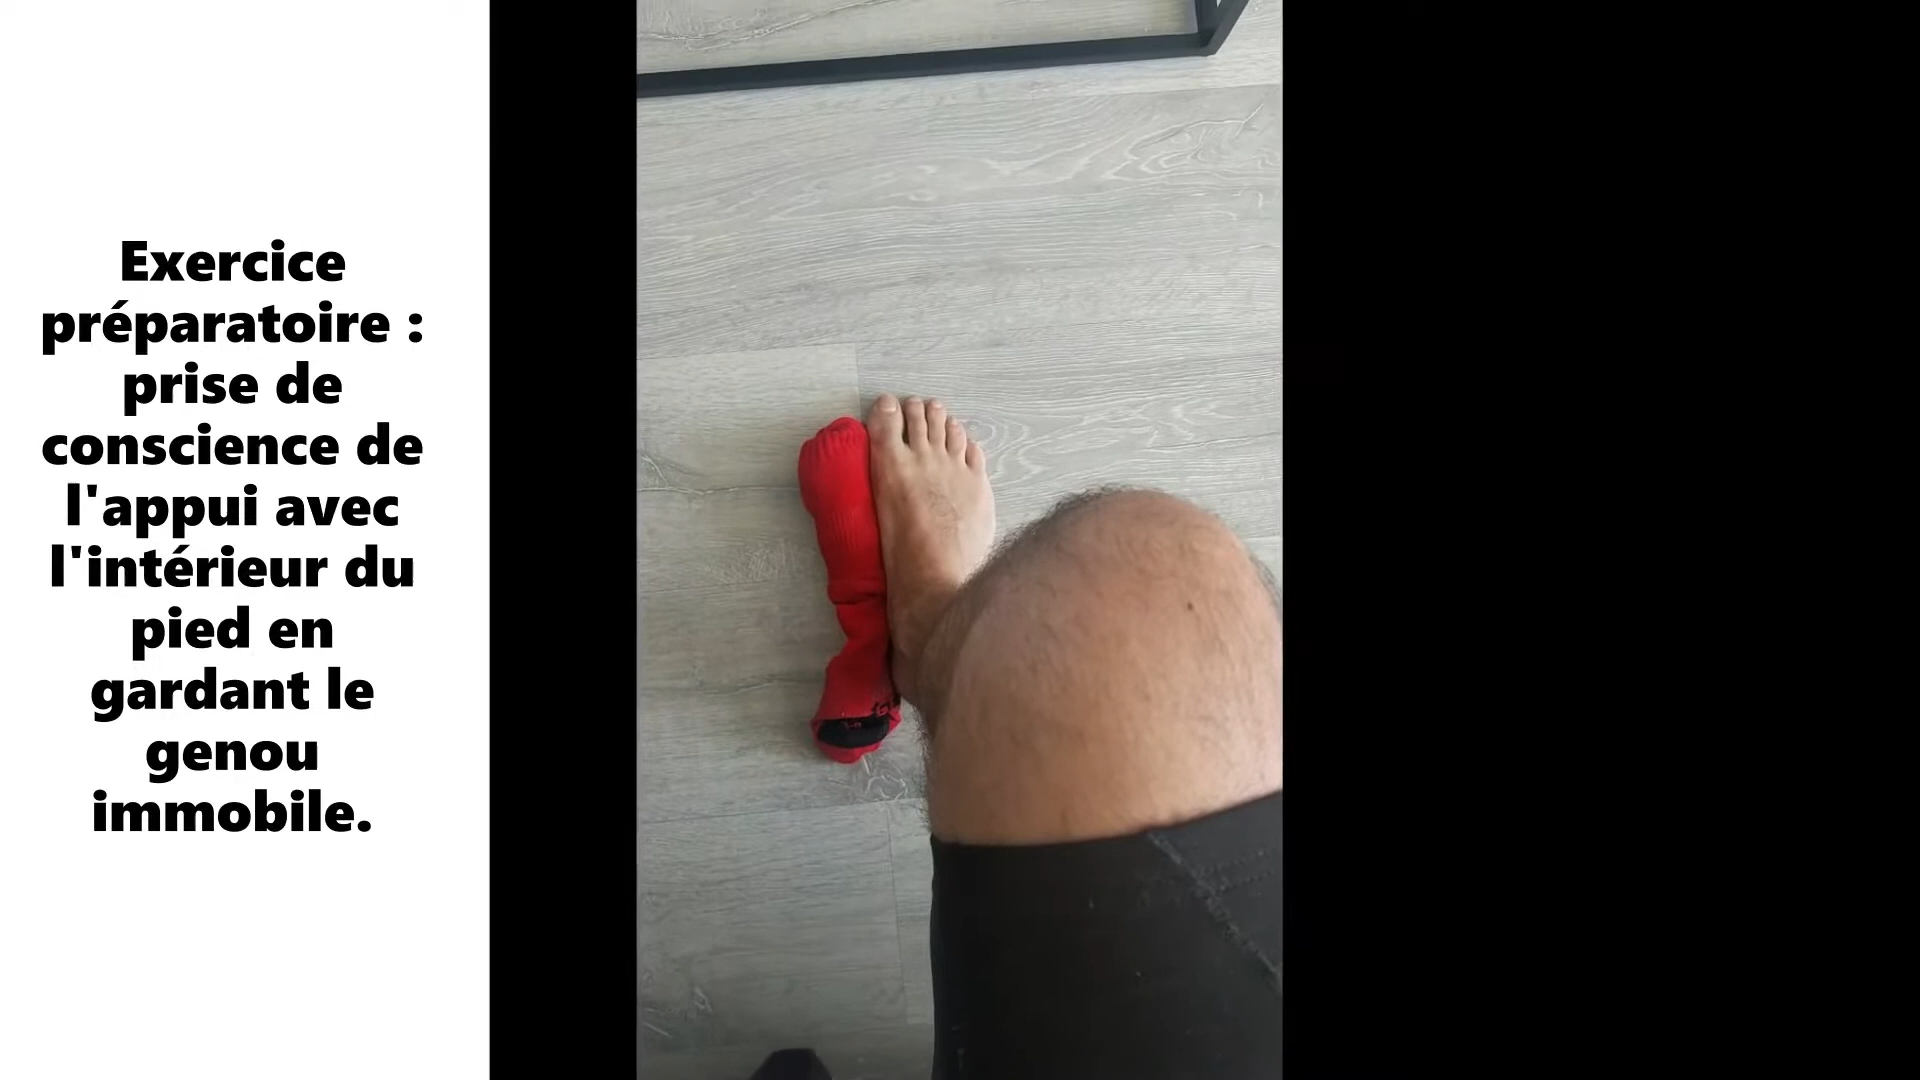 Exercice
préparatoire :
prise de
conscience de
l'appui avec
l'intérieur du
pied en
gardant le
genou
immobile.